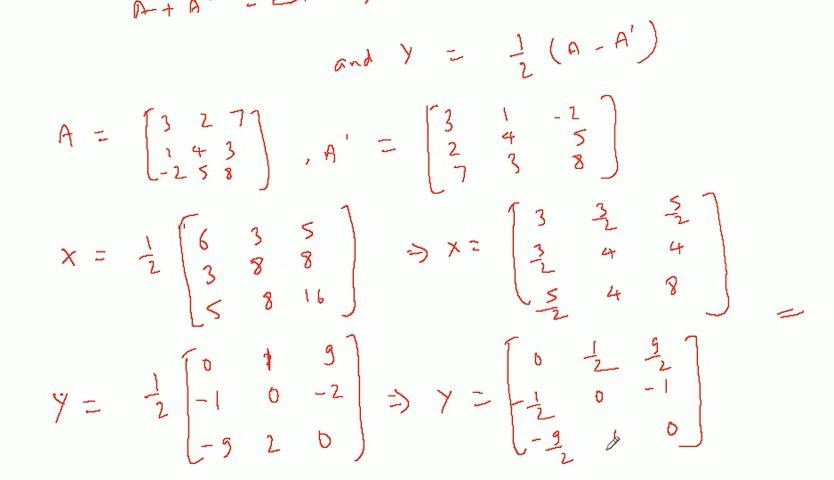 A + A'
and Y = 1/2 (A - A')
A = [3 2 7; 1 4 3; -2 5 8], A' = [3 1 -2; 2 4 5; 7 3 8]
X = 1/2 [6 3 5; 3 8 8; 5 8 16] ⇒ X = [3 3/2 5/2; 3/2 4 4; 5/2 4 8] =
Y = 1/2 [0 1 9; -1 0 -2; -9 2 0] ⇒ Y = [0 1/2 9/2; -1/2 0 -1; -9/2 1 0]